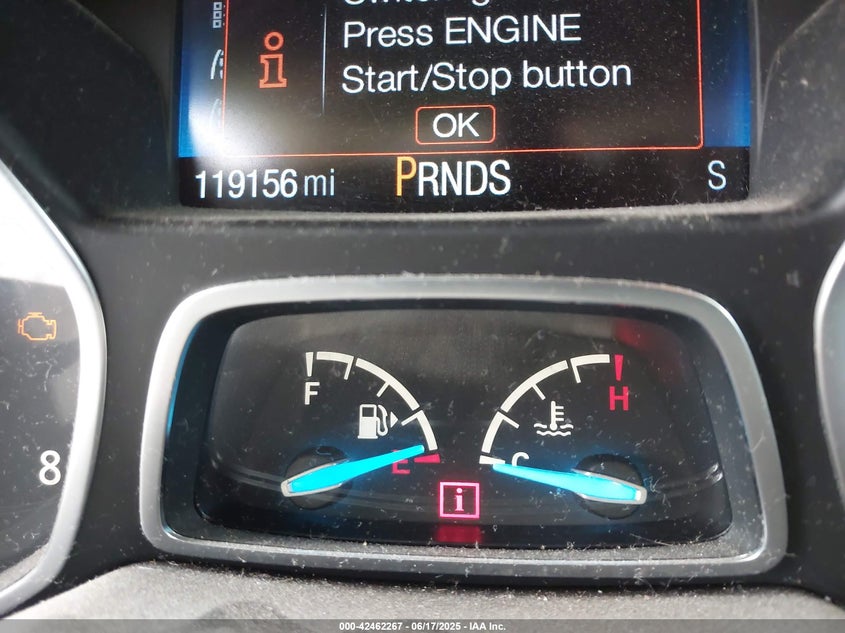 Press ENGINE
Start/Stop button
OK
119156 mi PRNDS S
F H
E C
i
8
000-42462267 - 06/17/2025 - IAA Inc.